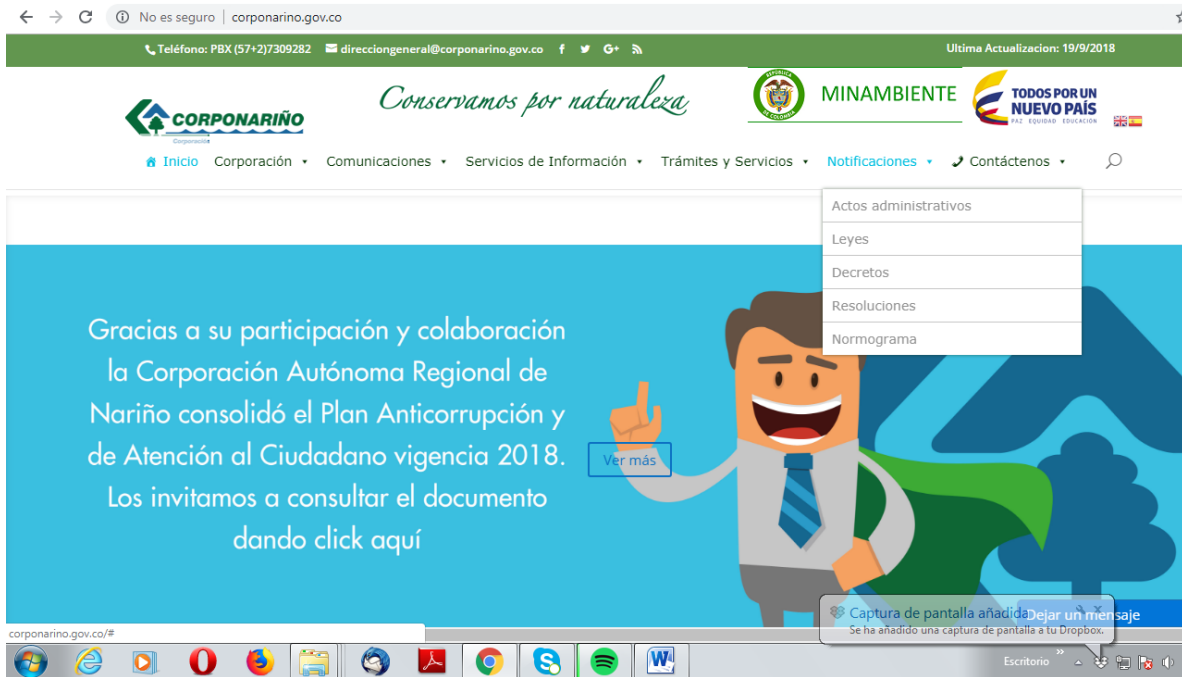 No es seguro | corponarino.gov.co
Teléfono: PBX (57+2)7309282 direcciongeneral@corponarino.gov.co G+ Ultima Actualizacion: 19/9/2018
CORPONARIÑO
Corporación
Conservamos por naturaleza
REPUBLICA DE COLOMBIA
MINAMBIENTE
TODOS POR UN
NUEVO PAÍS
PAZ EQUIDAD EDUCACIÓN
Inicio Corporación Comunicaciones Servicios de Información Trámites y Servicios Notificaciones Contáctenos
Actos administrativos
Leyes
Decretos
Resoluciones
Normograma
Gracias a su participación y colaboración
la Corporación Autónoma Regional de
Nariño consolidó el Plan Anticorrupción y
de Atención al Ciudadano vigencia 2018.
Los invitamos a consultar el documento
dando click aquí
Ver más
Captura de pantalla añadida
Se ha añadido una captura de pantalla a tu Dropbox.
Dejar un mensaje
corponarino.gov.co/#
Escritorio